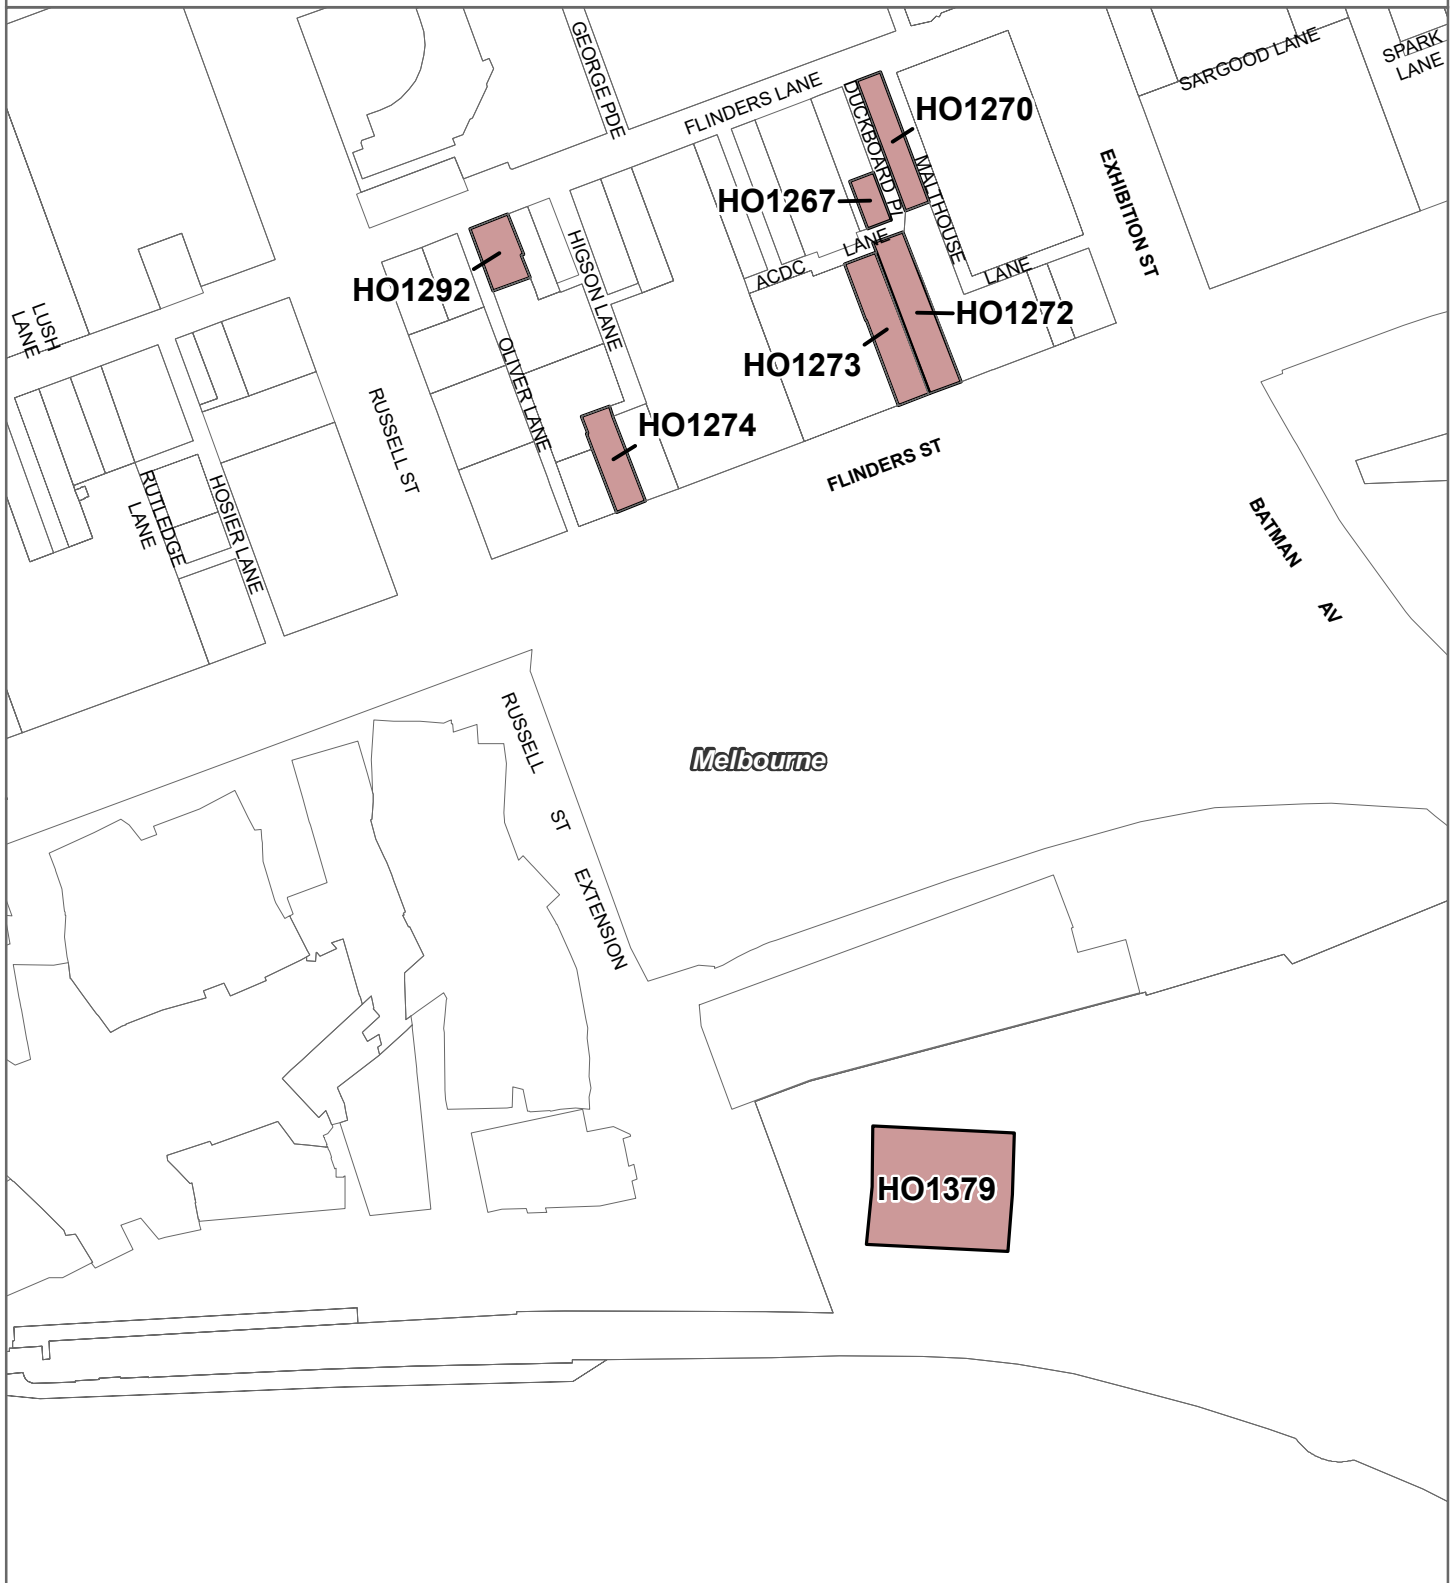 GEORGE PDE
FLINDERS LANE
SARGOOD LANE
SPARK
LANE
DUCKBOARD PL
HO1270
MALTHOUSE
LANE
EXHIBITION ST
HO1267
ACDC
LANE
HO1292
HIGSON LANE
LUSH
LANE
HO1272
HO1273
OLIVER LANE
RUSSELL ST
HO1274
FLINDERS ST
RUTLEDGE
LANE
HOSIER LANE
BATMAN
AV
RUSSELL
ST
EXTENSION
Melbourne
HO1379